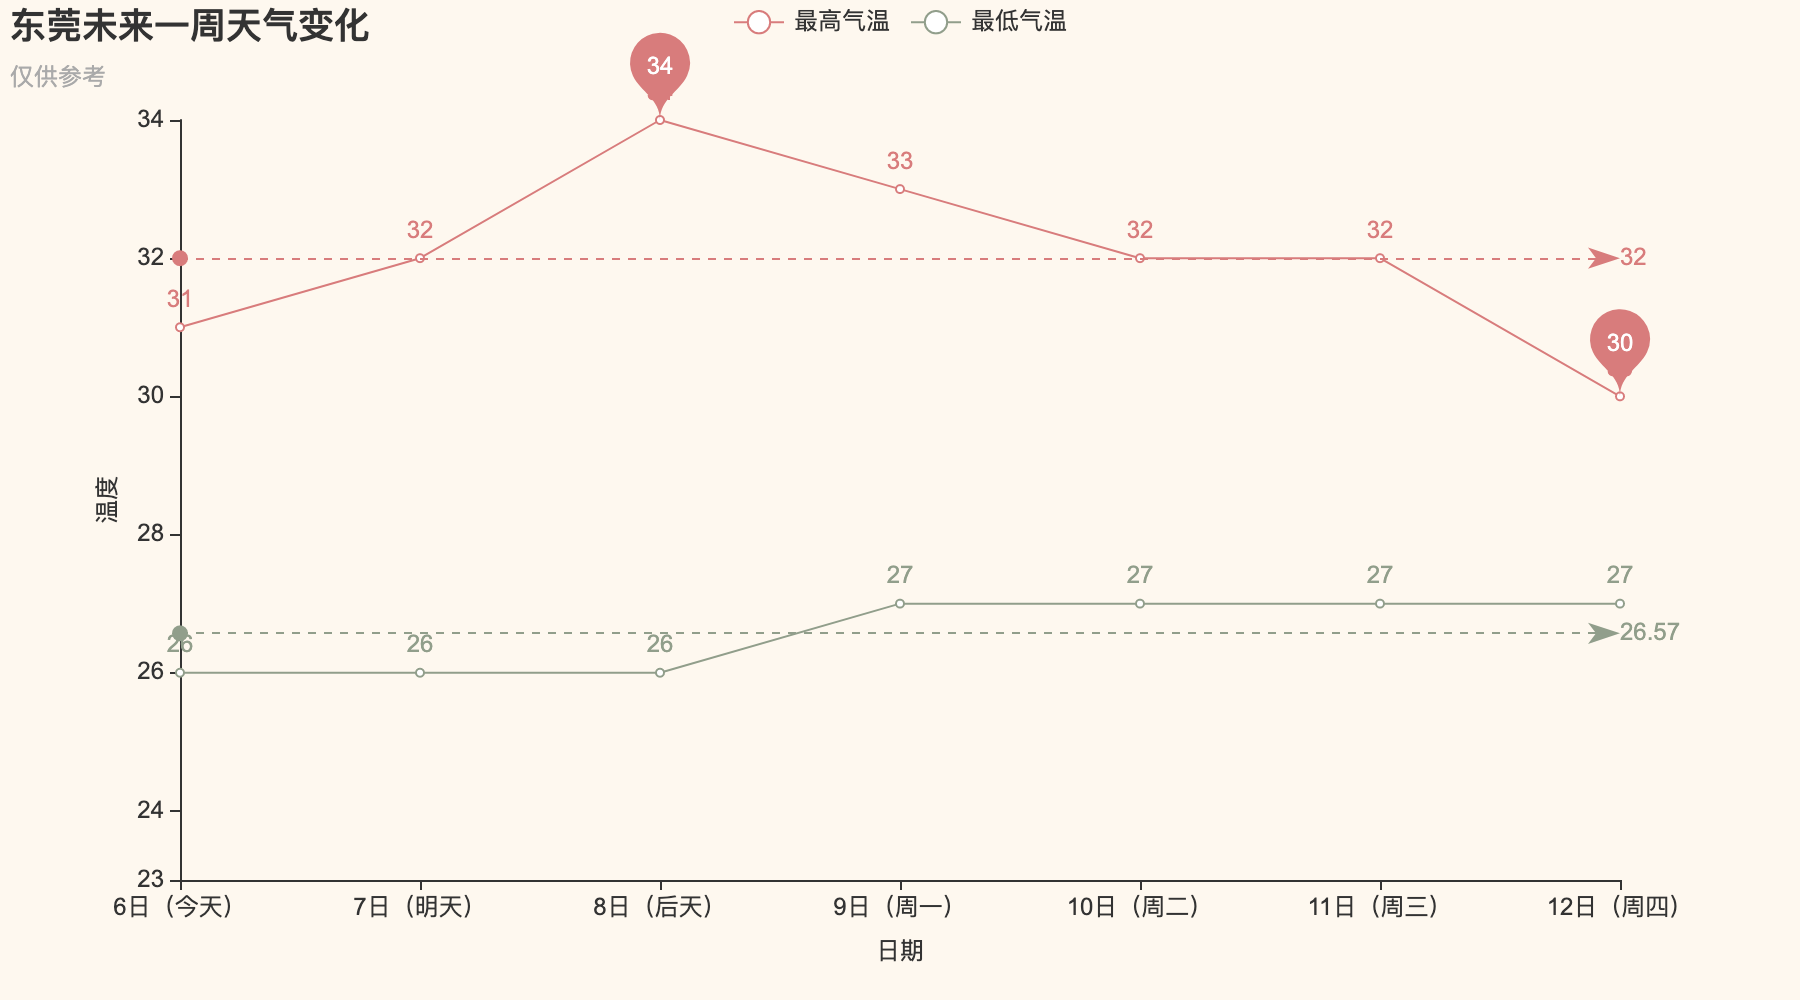 东莞未来一周天气变化
仅供参考
最高气温
最低气温
34
32
30
28
26
24
23
温度
31
32
34
33
32
32
30
32
26
26
26
27
27
27
27
26.57
6日（今天）
7日（明天）
8日（后天）
9日（周一）
10日（周二）
11日（周三）
12日（周四）
日期